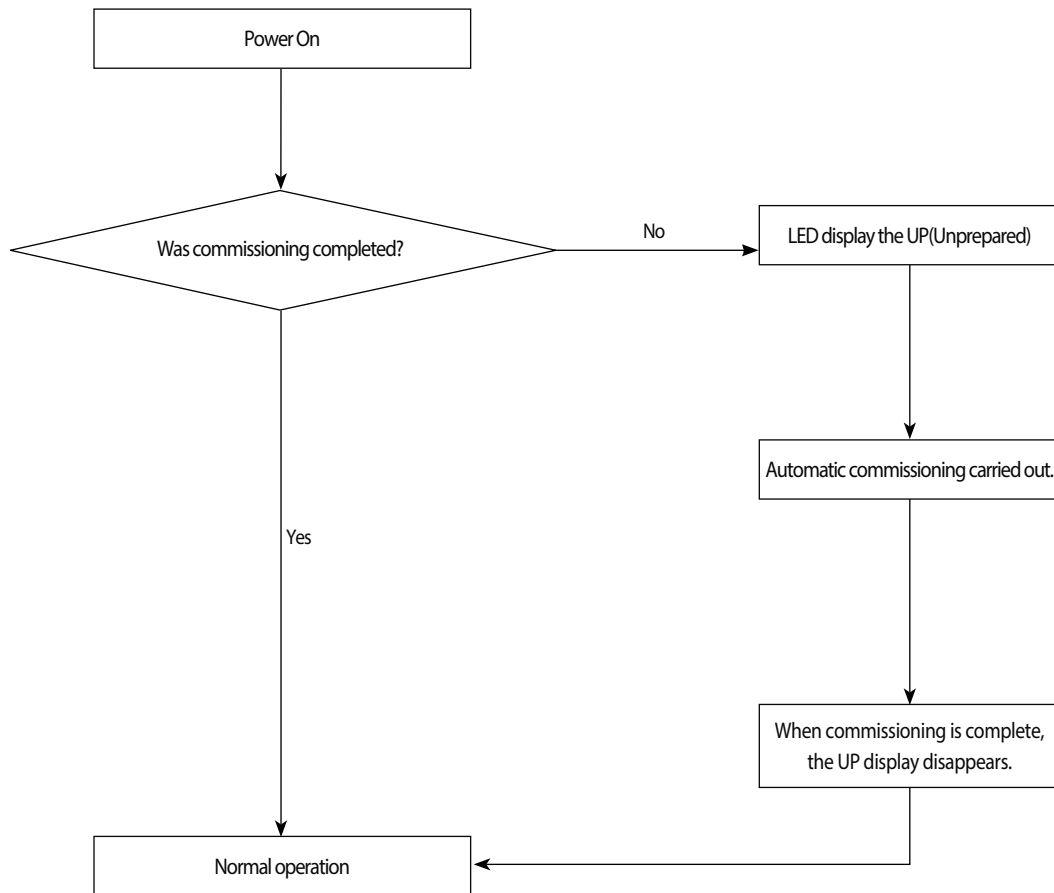 Power On
Was commissioning completed?
No
LED display the UP(Unprepared)
Automatic commissioning carried out.
Yes
When commissioning is complete,
the UP display disappears.
Normal operation